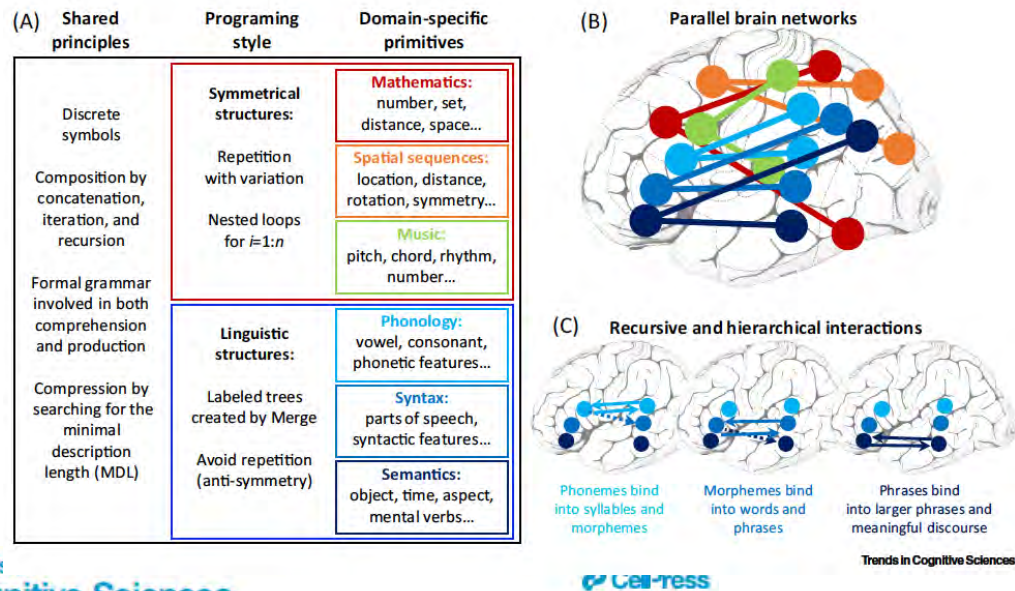 (A)
Shared
principles
Programing
style
Domain-specific
primitives
Discrete
symbols
Composition by
concatenation,
iteration, and
recursion
Formal grammar
involved in both
comprehension
and production
Compression by
searching for the
minimal
description
length (MDL)
Symmetrical
structures:
Repetition
with variation
Nested loops
for i=1:n
Mathematics:
number, set,
distance, space...
Spatial sequences:
location, distance,
rotation, symmetry...
Music:
pitch, chord, rhythm,
number...
Linguistic
structures:
Labeled trees
created by Merge
Avoid repetition
(anti-symmetry)
Phonology:
vowel, consonant,
phonetic features...
Syntax:
parts of speech,
syntactic features...
Semantics:
object, time, aspect,
mental verbs...
(B)
Parallel brain networks
(C)
Recursive and hierarchical interactions
Phonemes bind
into syllables and
morphemes
Morphemes bind
into words and
phrases
Phrases bind
into larger phrases and
meaningful discourse
Trends in Cognitive Sciences
CellPress